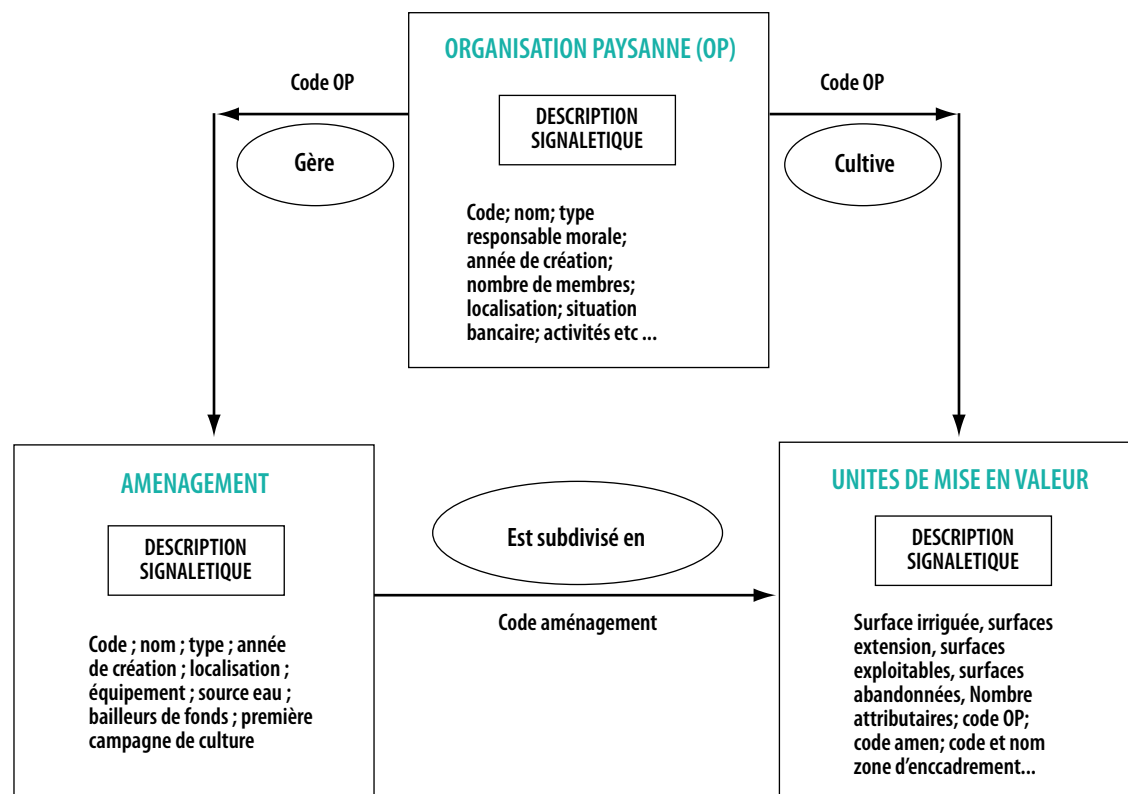 ORGANISATION PAYSANNE (OP)
Code OP
Code OP
DESCRIPTION
SIGNALETIQUE
Gère
Cultive
Code; nom; type
responsable morale;
année de création;
nombre de membres;
localisation; situation
bancaire; activités etc ...
AMENAGEMENT
DESCRIPTION
SIGNALETIQUE
Code ; nom ; type ; année
de création ; localisation ;
équipement ; source eau ;
bailleurs de fonds ; première
campagne de culture
Est subdivisé en
Code aménagement
UNITES DE MISE EN VALEUR
DESCRIPTION
SIGNALETIQUE
Surface irriguée, surfaces
extension, surfaces
exploitables, surfaces
abandonnées, Nombre
attributaires; code OP;
code amen; code et nom
zone d'enccadrement...